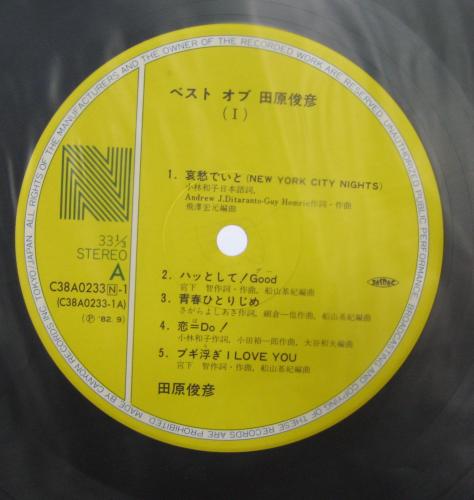 ベスト オブ 田原俊彦
(I)
1. 哀愁でいと(NEW YORK CITY NIGHTS)
小林和子日本語詞,
Andrew J.Ditaranto-Guy Hemric作詞・作曲
飛澤宏元編曲
N
33⅓
STEREO
A
C38A0233N-1
(C38A0233-1A)
(P '82.9)
2. ハッとして!Good
宮下 智作詞・作曲, 船山基紀編曲
3. 青春ひとりじめ
さがらよしあき作詞, 網倉一也作曲, 船山基紀編曲
4. 恋=Do!
小林和子作詞, 小田裕一郎作曲, 大谷和夫編曲
5. ブギ浮ぎ I LOVE YOU
宮下 智作詞・作曲, 船山基紀編曲
田原俊彦
JASRAC
ALL RIGHTS OF THE MANUFACTURERS AND THE OWNER OF THE RECORDED WORK ARE RESERVED. UNAUTHORIZED PUBLIC PERFORMANCE, BROADCASTING AND COPYING OF THESE RECORDS ARE PROHIBITED. MADE BY CANYON RECORDS INC TOKYO JAPAN.